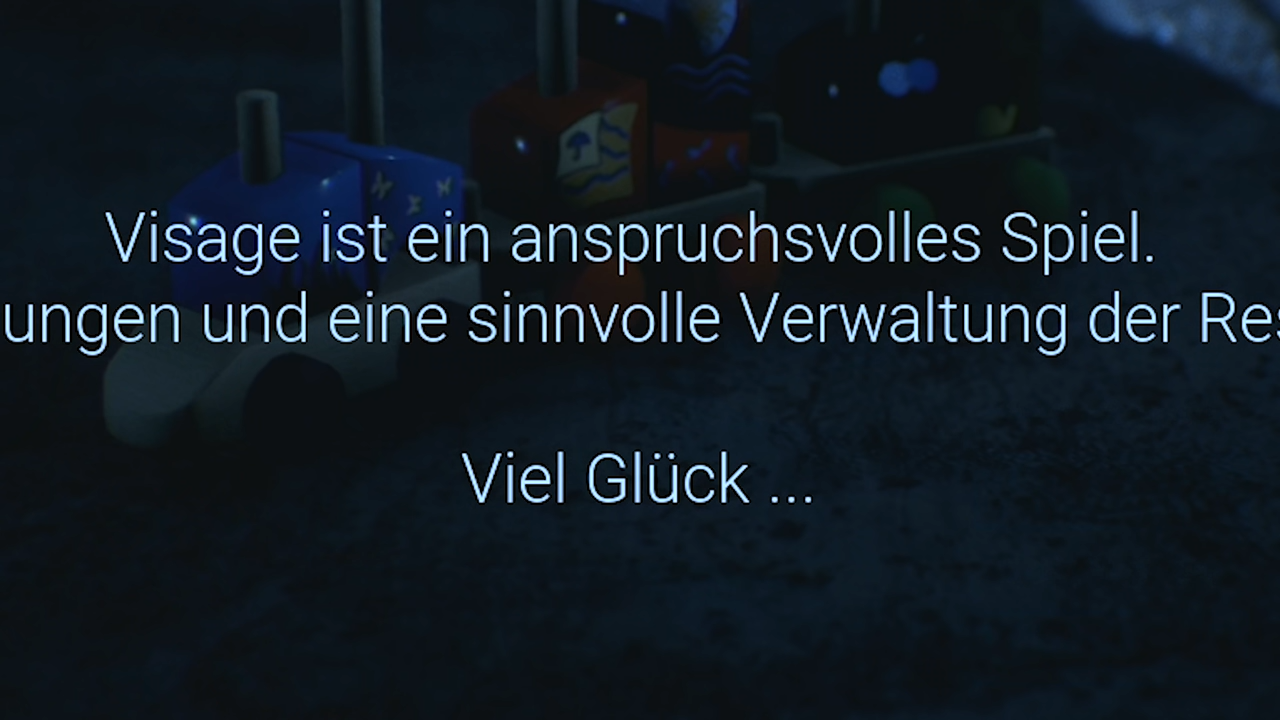 Visage ist ein anspruchsvolles Spiel.
ungen und eine sinnvolle Verwaltung der Res
Viel Glück ...